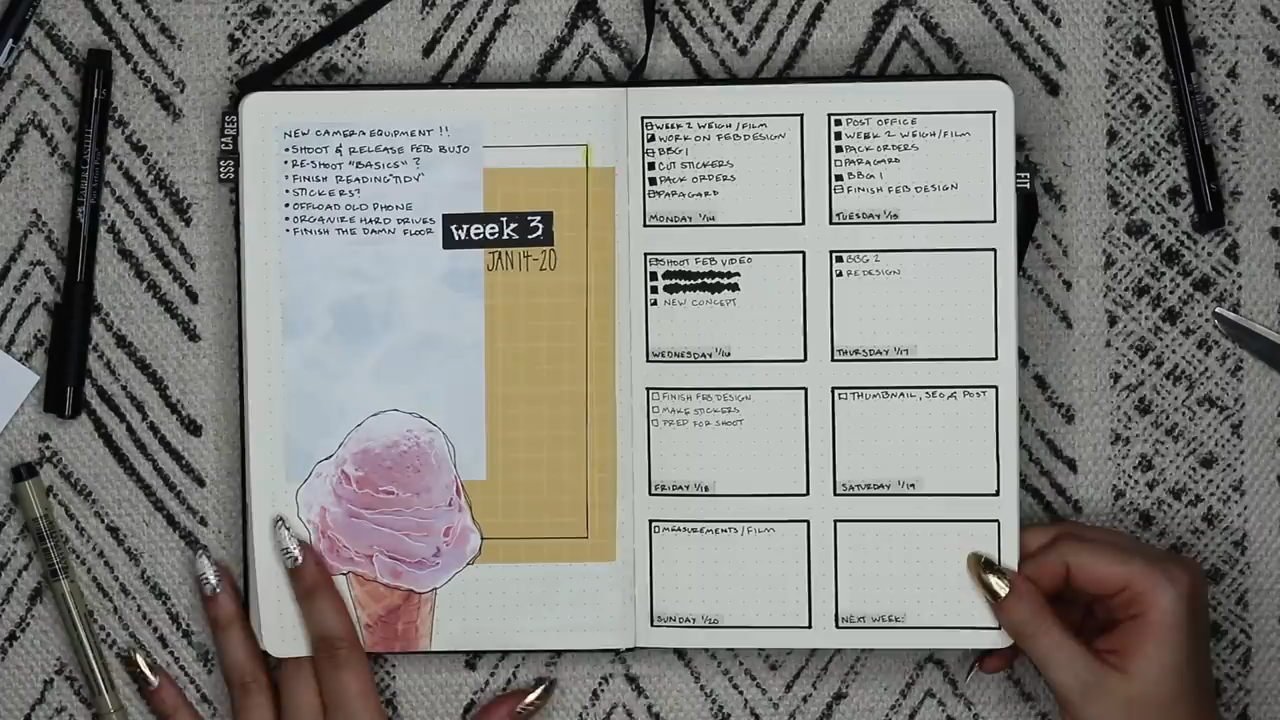 NEW CAMERA EQUIPMENT !!
• SHOOT & RELEASE FEB BUJO
• RE-SHOOT "BASICS" ?
• FINISH READING "TIDY"
• STICKERS?
• OFFLOAD OLD PHONE
• ORGANIZE HARD DRIVES
• FINISH THE DAMN FLOOR
week 3
JAN 14-20
WEEK 2 WEIGH/FILM
WORK ON FEB DESIGN
BBG 1
CUT STICKERS
PACK ORDERS
PARAGARD
MONDAY 1/14
POST OFFICE
WEEK 2 WEIGH/FILM
PACK ORDERS
PARAGARD
BBG 1
FINISH FEB DESIGN
TUESDAY 1/15
SHOOT FEB VIDEO
NEW CONCEPT
WEDNESDAY 1/16
BBG 2
REDESIGN
THURSDAY 1/17
FINISH FEB DESIGN
MAKE STICKERS
PREP FOR SHOOT
FRIDAY 1/18
THUMBNAIL, SEO & POST
SATURDAY 1/19
MEASUREMENTS/FILM
SUNDAY 1/20
NEXT WEEK:
CARES
FIT
FABER-CASTELL